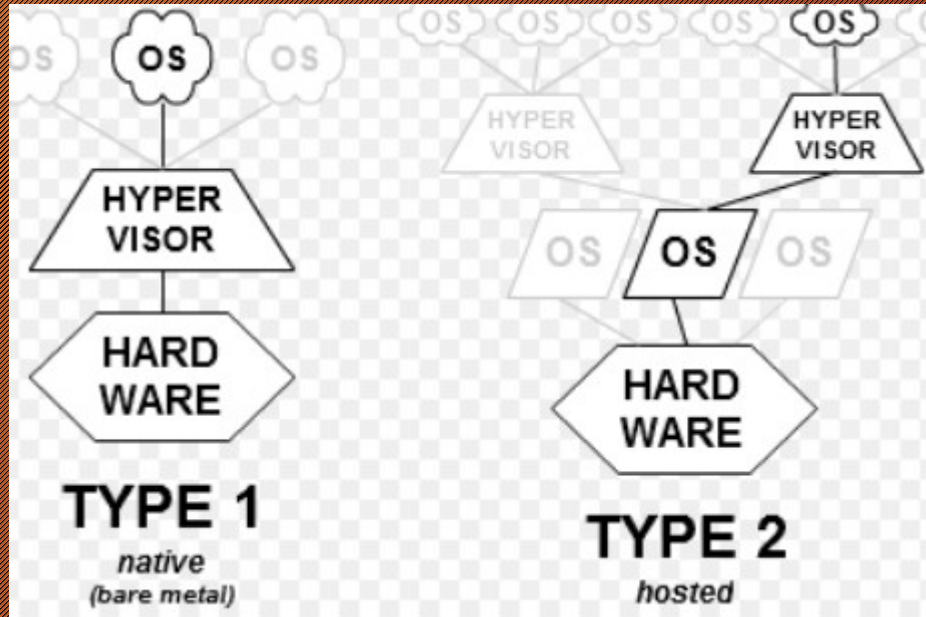 OS
OS
OS
HYPER
VISOR
HARD
WARE
TYPE 1
native
(bare metal)
OS
OS
OS
OS
OS
HYPER
VISOR
HYPER
VISOR
OS
OS
OS
HARD
WARE
TYPE 2
hosted